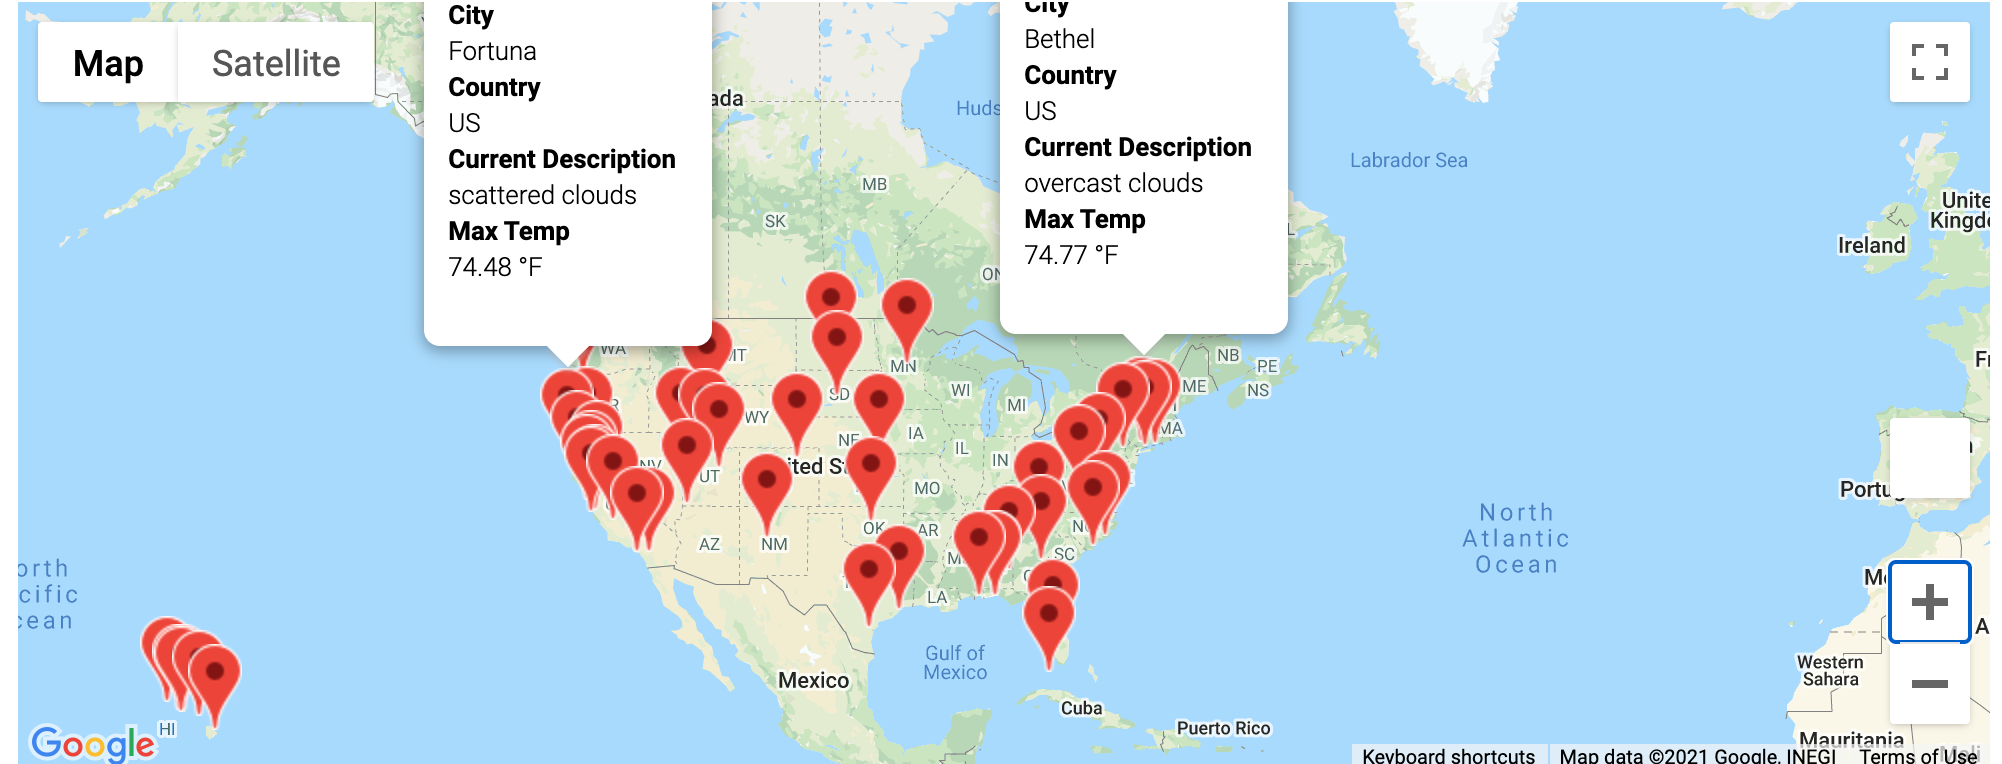 Map
Satellite
City
Fortuna
Country
US
Current Description
scattered clouds
Max Temp
74.48 °F
City
Bethel
Country
US
Current Description
overcast clouds
Max Temp
74.77 °F
ada
Huds
Labrador Sea
MB
SK
ON
Unite
Kingd
Ireland
WA
MT
MN
SD
WI
MI
NB
PE
NS
ME
MA
WY
NE
IA
IL
IN
NV
UT
ited S
MO
OK
AR
AZ
NM
SC
LA
Portug
North
Atlantic
Ocean
orth
cific
cean
HI
Gulf of
Mexico
Mexico
Cuba
Puerto Rico
Western
Sahara
Mauritania
Mali
Google
Keyboard shortcuts
Map data ©2021 Google, INEGI
Terms of Use